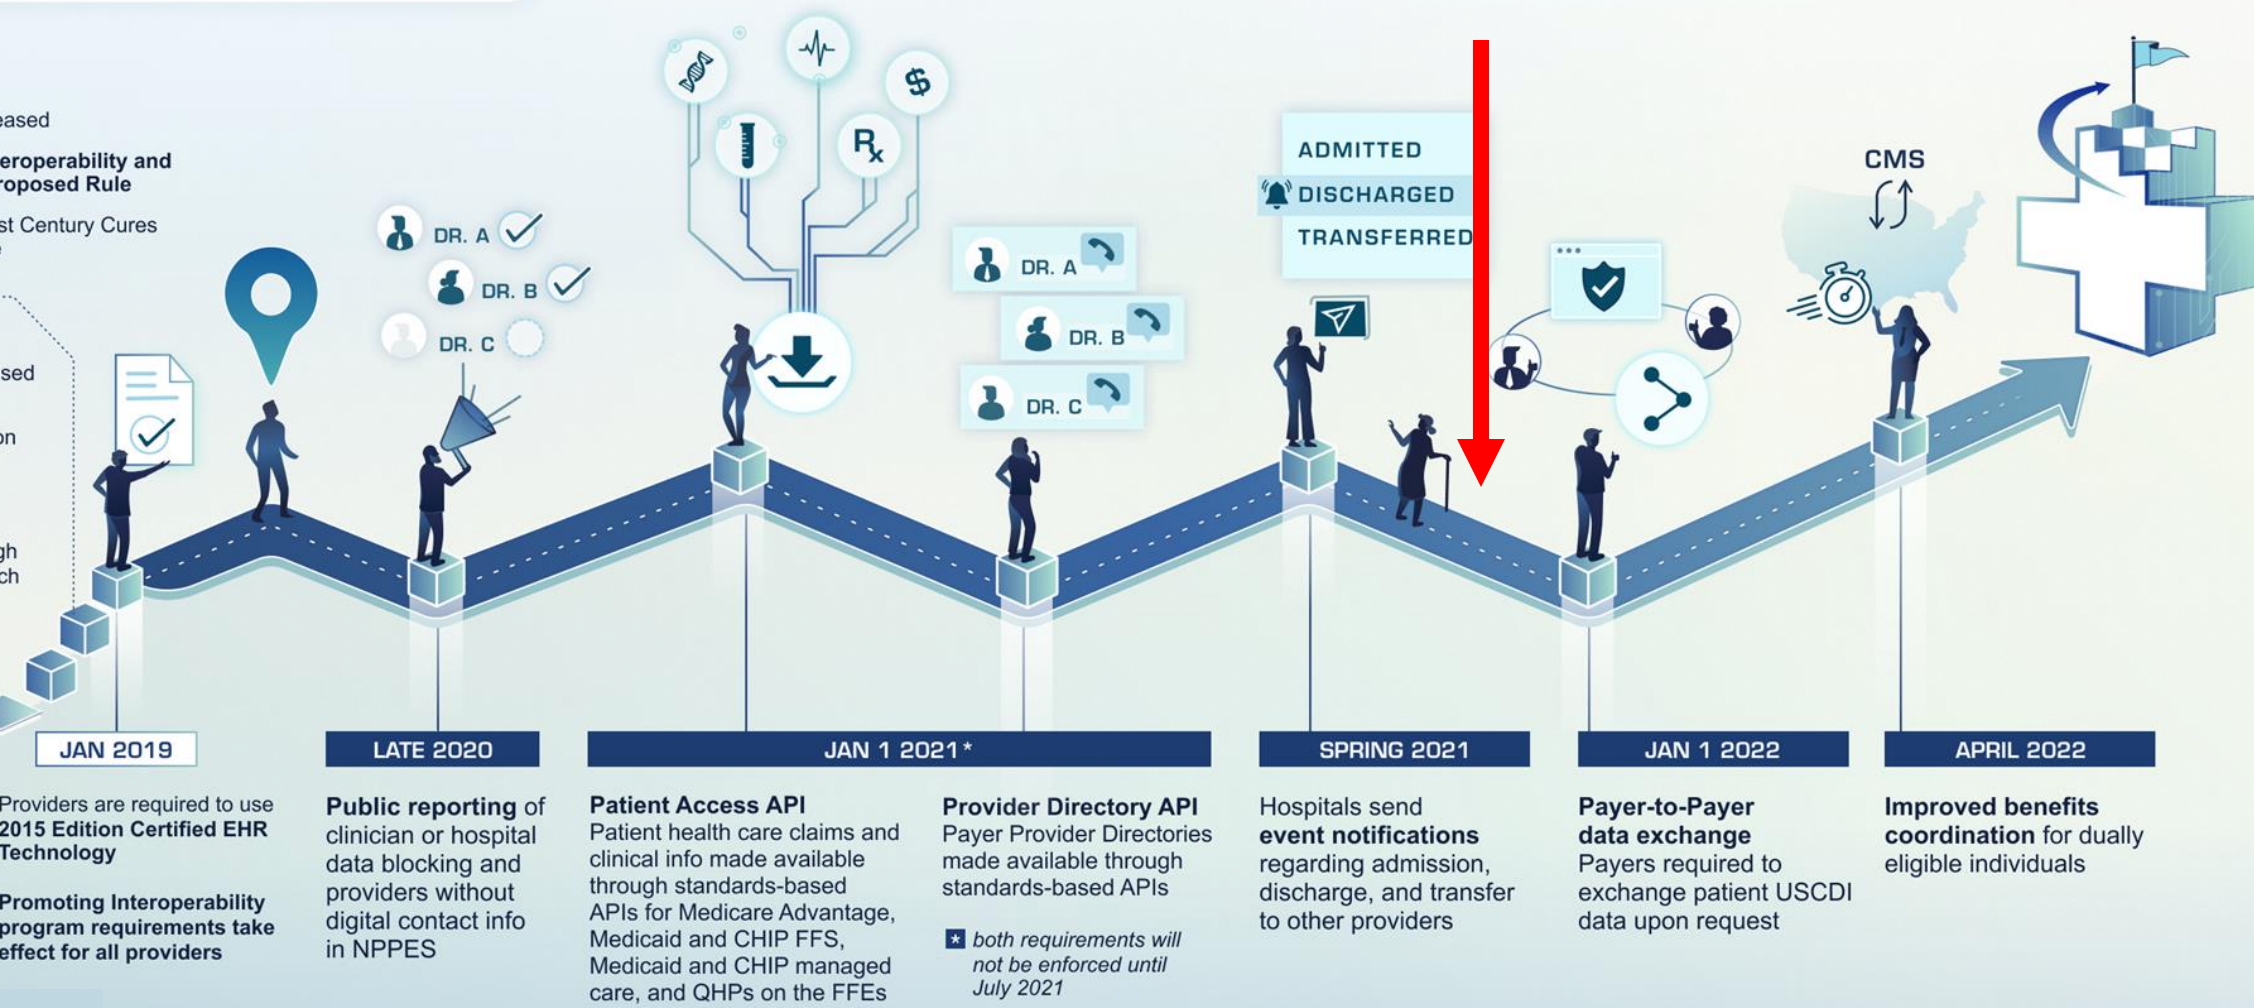 eased
eroperability and
roposed Rule
st Century Cures
sed
on
gh
ch
DR. A
DR. B
DR. C
Rx
$
DR. A
DR. B
DR. C
ADMITTED
DISCHARGED
TRANSFERRED
CMS
JAN 2019
Providers are required to use
2015 Edition Certified EHR
Technology
Promoting Interoperability
program requirements take
effect for all providers
LATE 2020
Public reporting of
clinician or hospital
data blocking and
providers without
digital contact info
in NPPES
JAN 1 2021*
Patient Access API
Patient health care claims and
clinical info made available
through standards-based
APIs for Medicare Advantage,
Medicaid and CHIP FFS,
Medicaid and CHIP managed
care, and QHPs on the FFEs
Provider Directory API
Payer Provider Directories
made available through
standards-based APIs
* both requirements will
not be enforced until
July 2021
SPRING 2021
Hospitals send
event notifications
regarding admission,
discharge, and transfer
to other providers
JAN 1 2022
Payer-to-Payer
data exchange
Payers required to
exchange patient USCDI
data upon request
APRIL 2022
Improved benefits
coordination for dually
eligible individuals